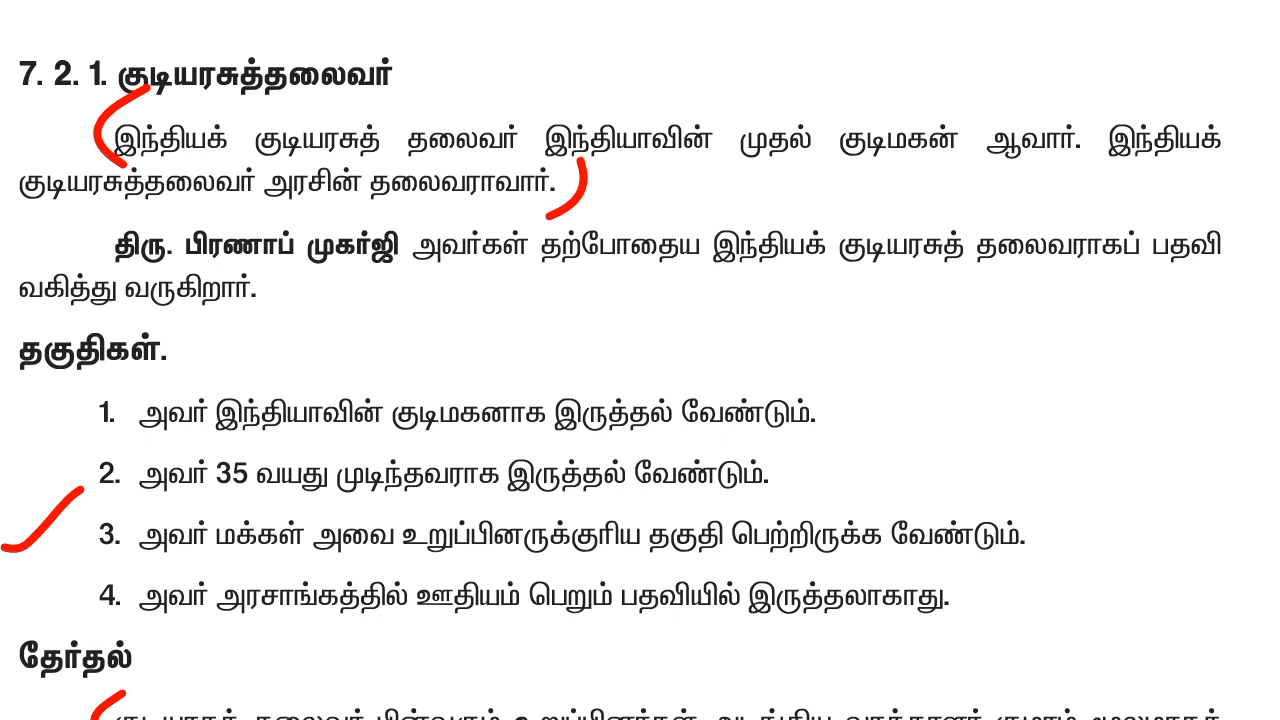 7. 2. 1. குடியரசுத்தலைவர்
இந்தியக் குடியரசுத் தலைவர் இந்தியாவின் முதல் குடிமகன் ஆவார். இந்தியக்
குடியரசுத்தலைவர் அரசின் தலைவராவார்.
திரு. பிரணாப் முகர்ஜி அவர்கள் தற்போதைய இந்தியக் குடியரசுத் தலைவராகப் பதவி
வகித்து வருகிறார்.
தகுதிகள்.
1. அவர் இந்தியாவின் குடிமகனாக இருத்தல் வேண்டும்.
2. அவர் 35 வயது முடிந்தவராக இருத்தல் வேண்டும்.
3. அவர் மக்கள் அவை உறுப்பினருக்குரிய தகுதி பெற்றிருக்க வேண்டும்.
4. அவர் அரசாங்கத்தில் ஊதியம் பெறும் பதவியில் இருத்தலாகாது.
தேர்தல்